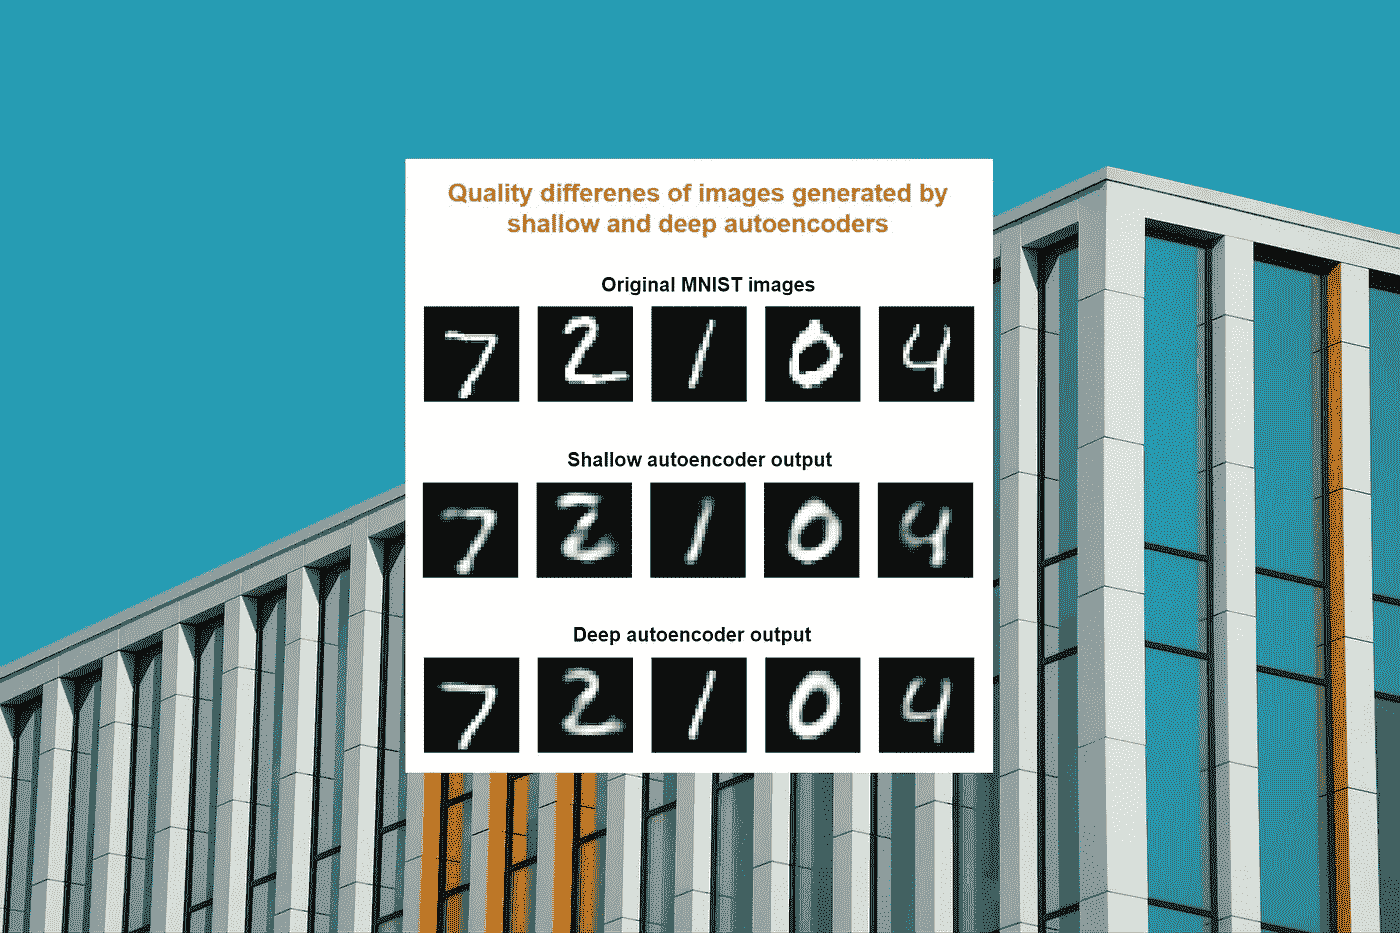 Quality differenes of images generated by
shallow and deep autoencoders
Original MNIST images
7 2 1 0 4
Shallow autoencoder output
7 2 1 0 4
Deep autoencoder output
7 2 1 0 4